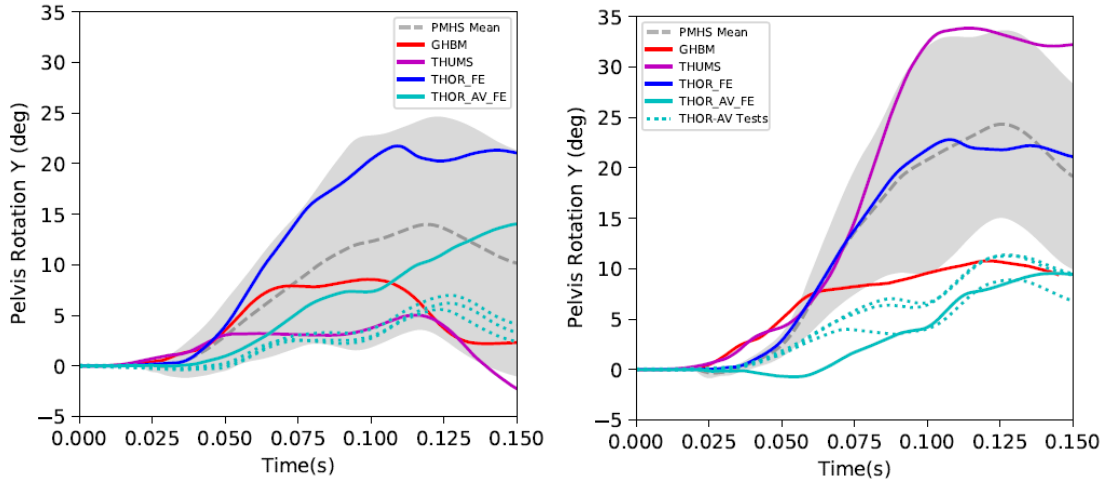 35
30
25
20
15
10
5
0
−5
Pelvis Rotation Y (deg)
PMHS Mean
GHBM
THUMS
THOR_FE
THOR_AV_FE
0.000 0.025 0.050 0.075 0.100 0.125 0.150
Time(s)
35
30
25
20
15
10
5
0
−5
Pelvis Rotation Y (deg)
PMHS Mean
GHBM
THUMS
THOR_FE
THOR_AV_FE
THOR-AV Tests
0.000 0.025 0.050 0.075 0.100 0.125 0.150
Time(s)